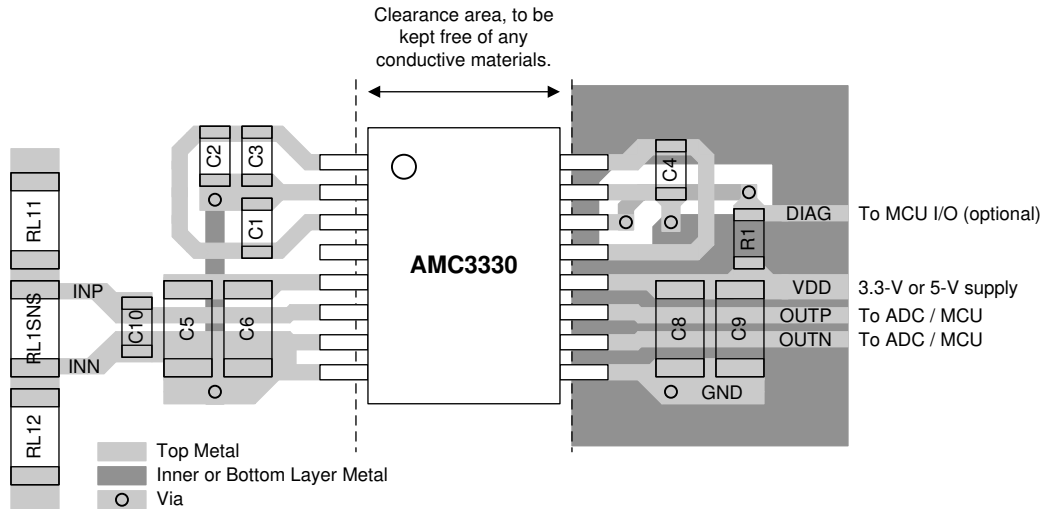 Clearance area, to be
kept free of any
conductive materials.
C2
C3
C1
C4
RL11
DIAG
To MCU I/O (optional)
R1
AMC3330
INP
VDD
3.3-V or 5-V supply
RL1SNS
C10
C5
C6
C8
C9
OUTP
To ADC / MCU
OUTN
To ADC / MCU
INN
GND
RL12
Top Metal
Inner or Bottom Layer Metal
Via